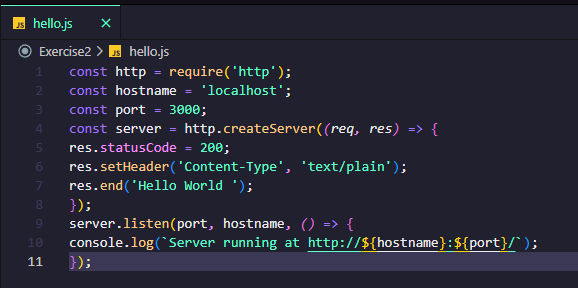 JS hello.js ×
Exercise2 > JS hello.js
1 const http = require('http');
2 const hostname = 'localhost';
3 const port = 3000;
4 const server = http.createServer((req, res) => {
5 res.statusCode = 200;
6 res.setHeader('Content-Type', 'text/plain');
7 res.end('Hello World ');
8 });
9 server.listen(port, hostname, () => {
10 console.log(`Server running at http://${hostname}:${port}/`);
11 });